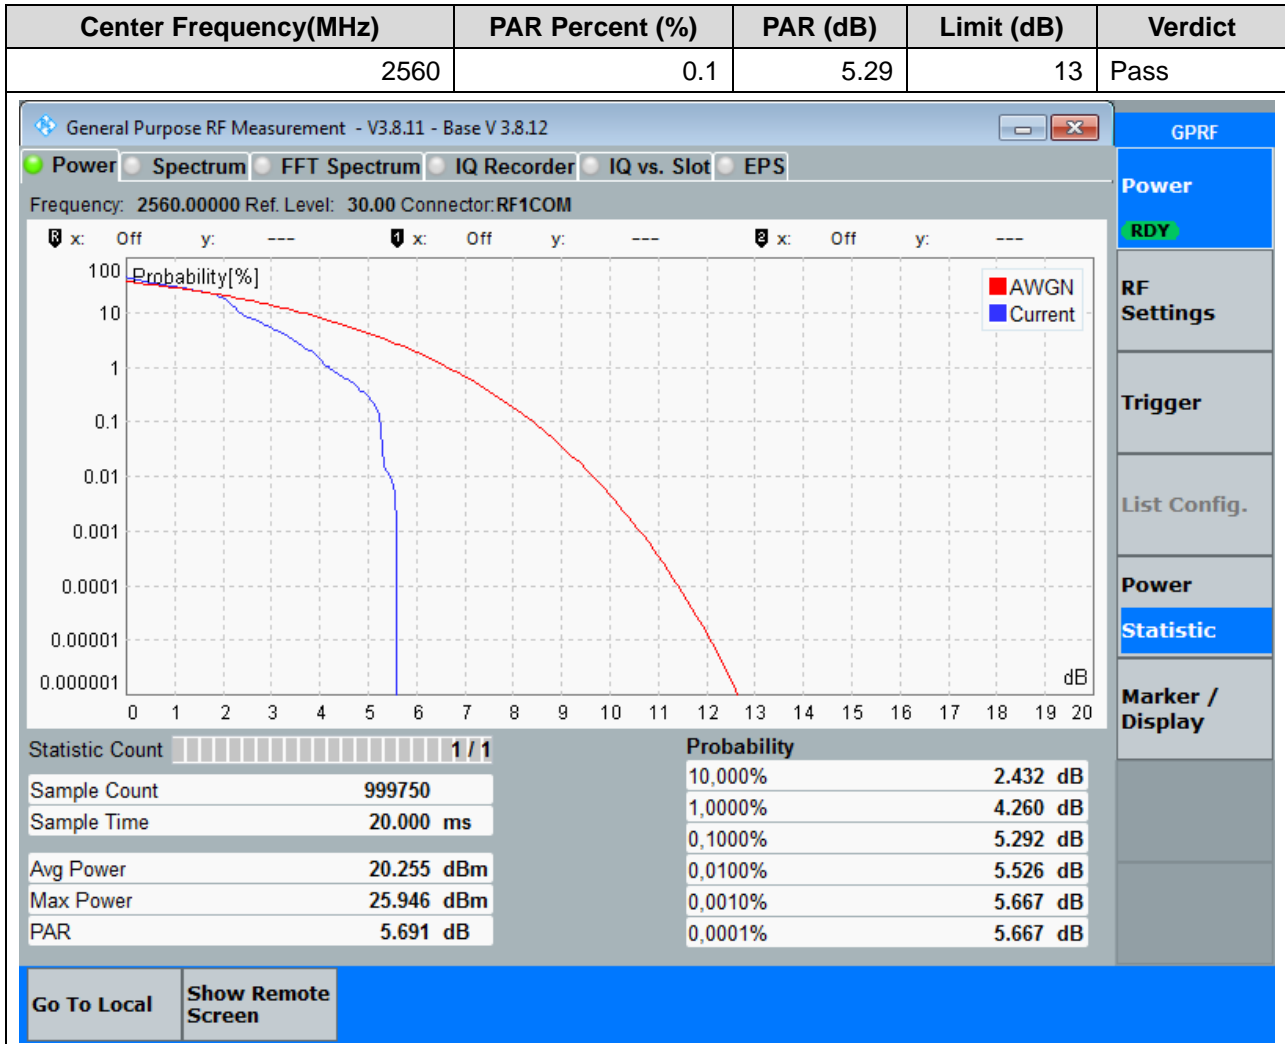 Center Frequency(MHz) PAR Percent (%) PAR (dB) Limit (dB) Verdict
2560 0.1 5.29 13 Pass
General Purpose RF Measurement - V3.8.11 - Base V 3.8.12
GPRF
Power Spectrum FFT Spectrum IQ Recorder IQ vs. Slot EPS
Power
RDY
Frequency: 2560.00000 Ref. Level: 30.00 Connector:RF1COM
R x: Off y: --- 1 x: Off y: --- 2 x: Off y: ---
100 Probability[%]
AWGN
Current
10
1
0.1
0.01
0.001
0.0001
0.00001
0.000001
dB
0 1 2 3 4 5 6 7 8 9 10 11 12 13 14 15 16 17 18 19 20
RF
Settings
Trigger
List Config.
Power
Statistic
Marker /
Display
Statistic Count 1 / 1
Sample Count 999750
Sample Time 20.000 ms
Avg Power 20.255 dBm
Max Power 25.946 dBm
PAR 5.691 dB
Probability
10,000% 2.432 dB
1,0000% 4.260 dB
0,1000% 5.292 dB
0,0100% 5.526 dB
0,0010% 5.667 dB
0,0001% 5.667 dB
Go To Local
Show Remote
Screen